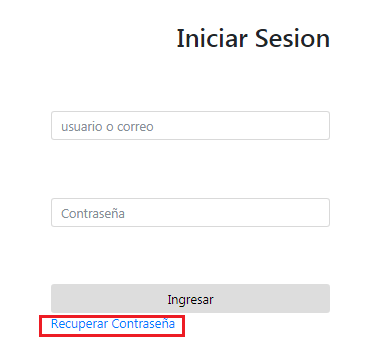 Iniciar Sesion
usuario o correo
Contraseña
Ingresar
Recuperar Contraseña